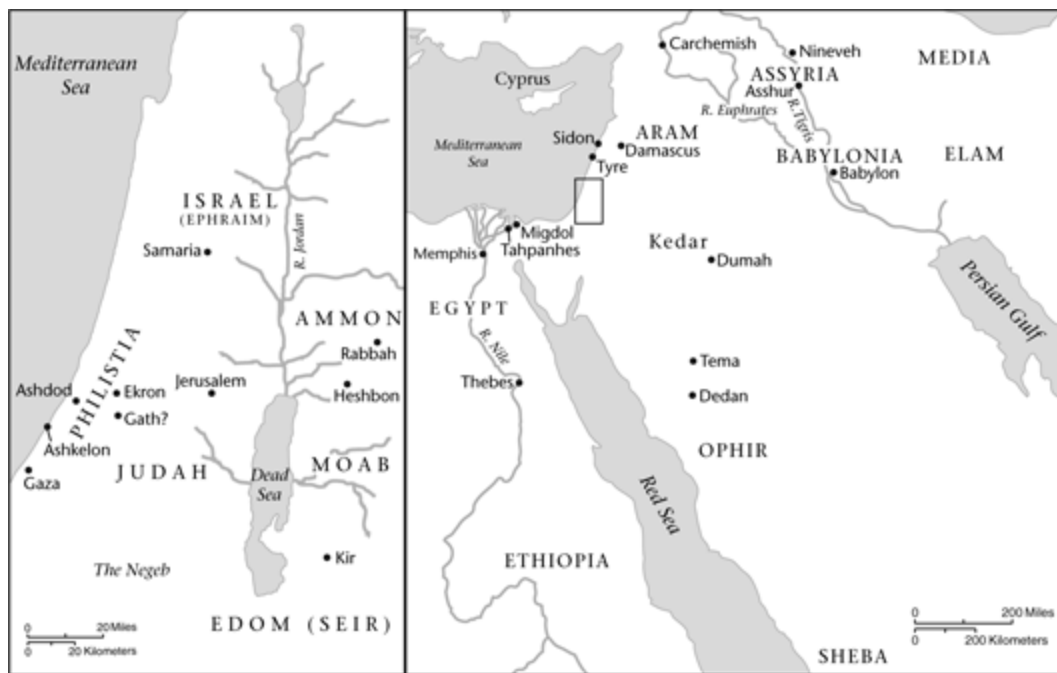 Mediterranean
Sea
ISRAEL
(EPHRAIM)
R. Jordan
Samaria
AMMON
Rabbah
PHILISTIA
Ashdod
Ekron
Jerusalem
Heshbon
Gath?
Ashkelon
JUDAH
Dead
Sea
MOAB
Gaza
The Negeb
Kir
EDOM (SEIR)
0 20 Miles
0 20 Kilometers
Carchemish
Nineveh
MEDIA
Cyprus
ASSYRIA
Asshur
R. Euphrates
R. Tigris
Mediterranean
Sea
Sidon
ARAM
Damascus
Tyre
BABYLONIA
Babylon
ELAM
Migdol
Tahpanhes
Memphis
Kedar
Dumah
Persian Gulf
EGYPT
R. Nile
Tema
Thebes
Dedan
OPHIR
Red Sea
ETHIOPIA
0 200 Miles
0 200 Kilometers
SHEBA